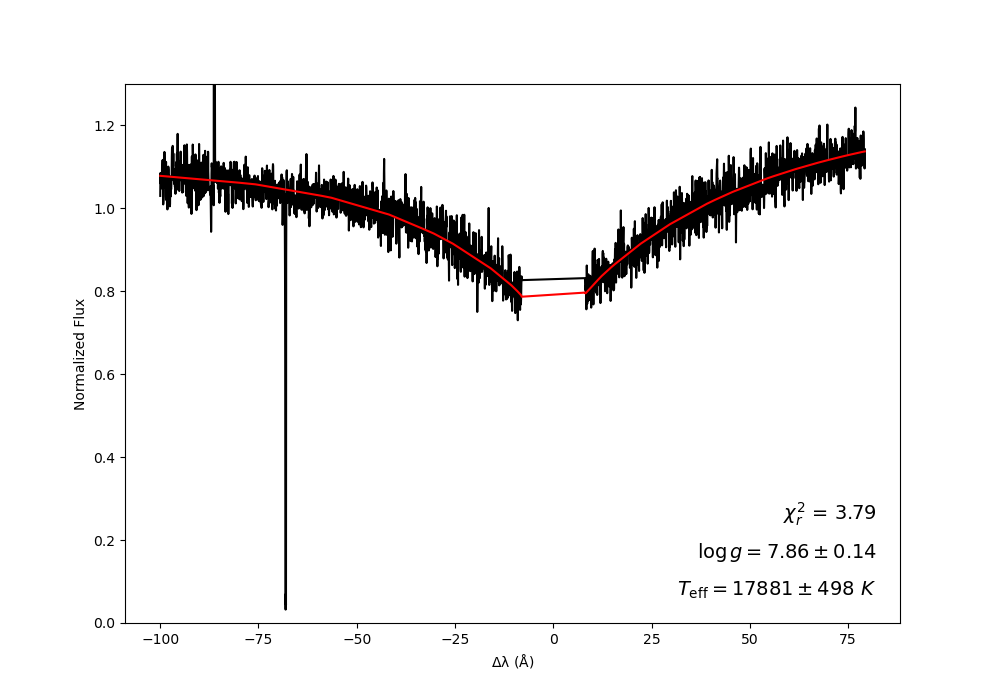 Normalized Flux
1.2
1.0
0.8
0.6
0.4
0.2
0.0
χ²ᵣ = 3.79
log g = 7.86 ± 0.14
T_eff = 17881 ± 498 K
−100 −75 −50 −25 0 25 50 75
Δλ (Å)